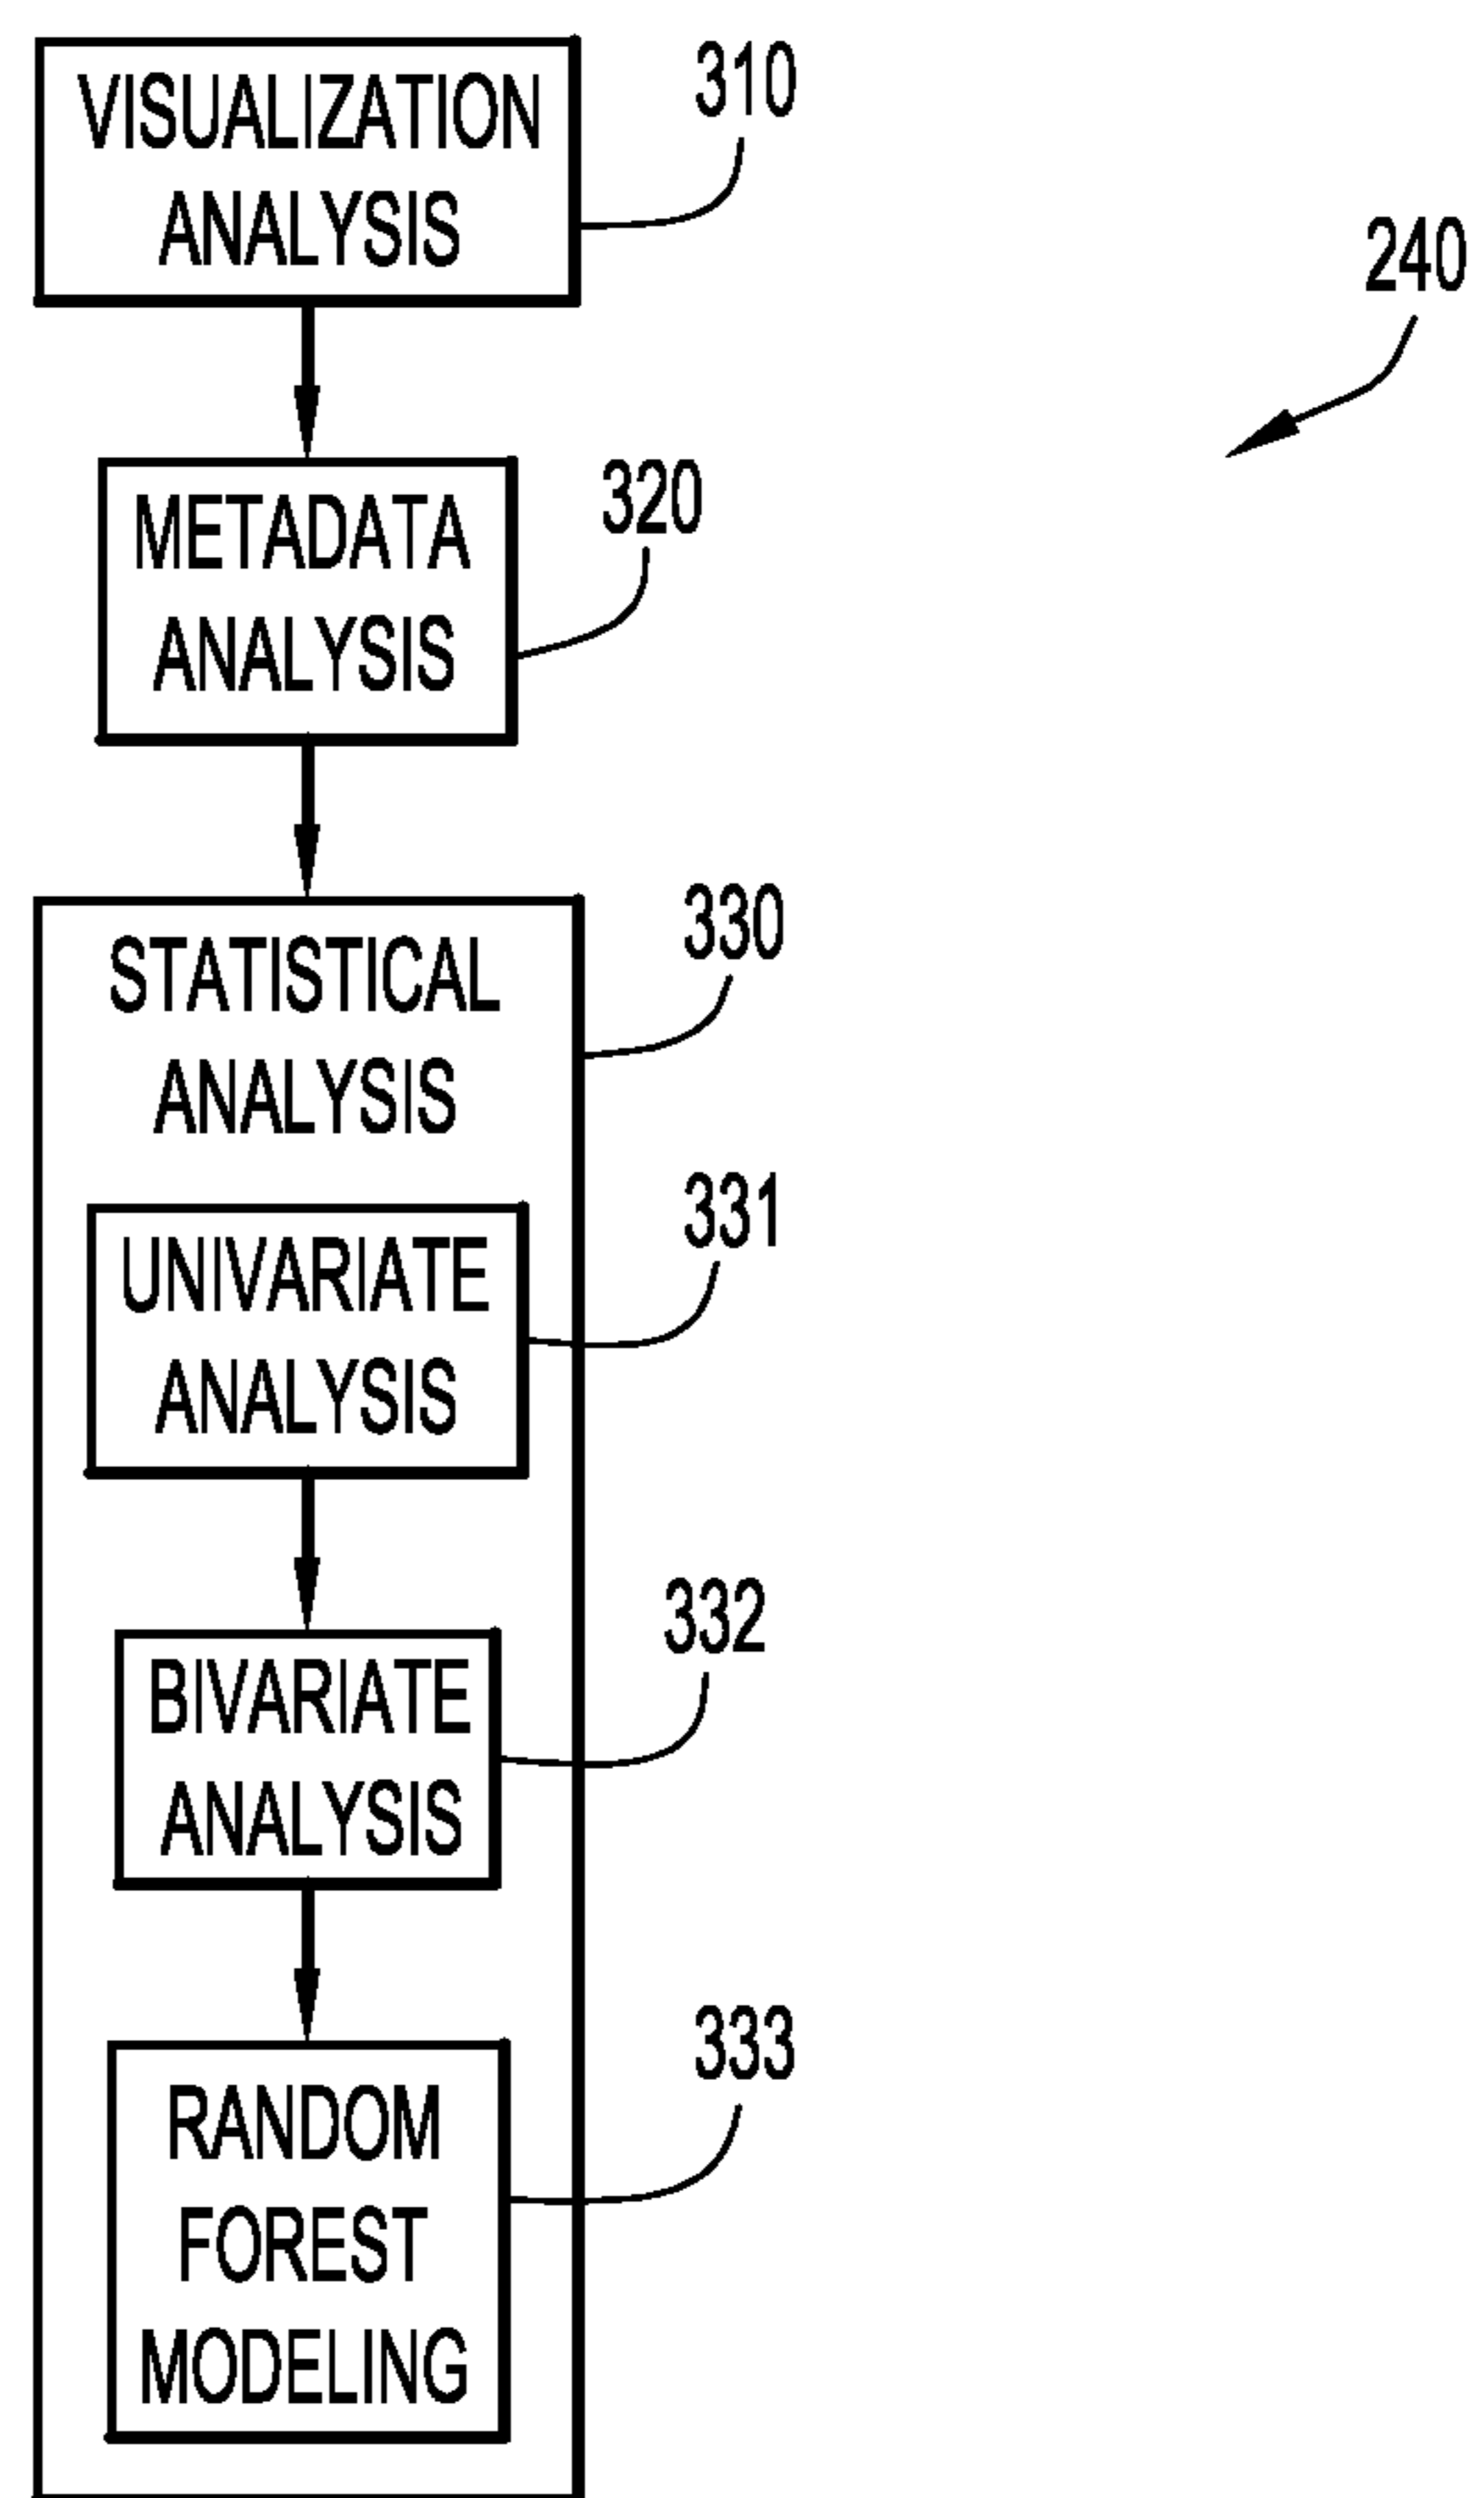 VISUALIZATION
ANALYSIS
310
240
METADATA
ANALYSIS
320
STATISTICAL
ANALYSIS
330
UNIVARIATE
ANALYSIS
331
BIVARIATE
ANALYSIS
332
RANDOM
FOREST
MODELING
333